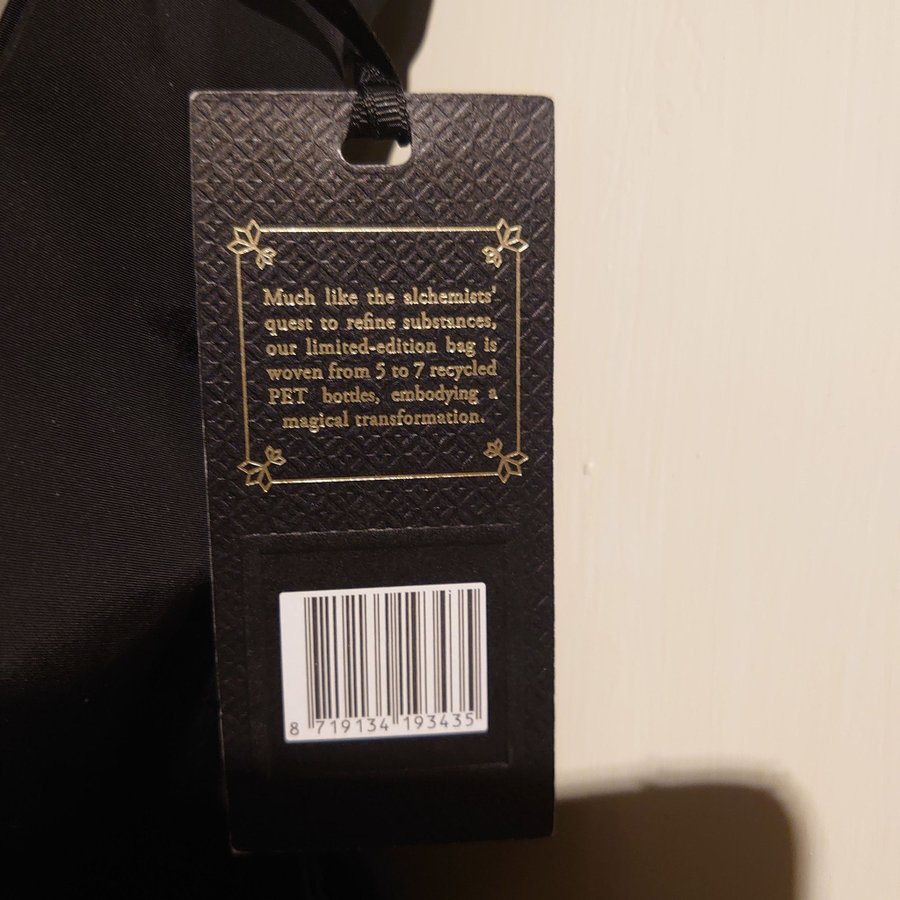 Much like the alchemists'
quest to refine substances,
our limited-edition bag is
woven from 5 to 7 recycled
PET bottles, embodying a
magical transformation.
8 719134 193435